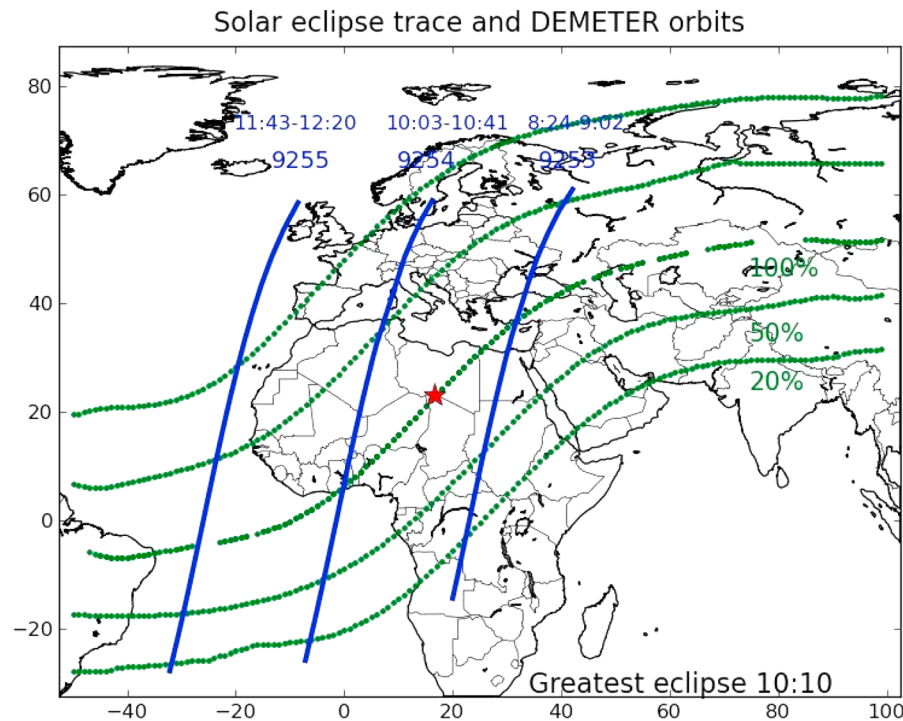 Solar eclipse trace and DEMETER orbits
80
60
40
20
0
−20
11:43-12:20 10:03-10:41 8:24-9:02
9255 9254 9253
100%
50%
20%
Greatest eclipse 10:10
−40 −20 0 20 40 60 80 100